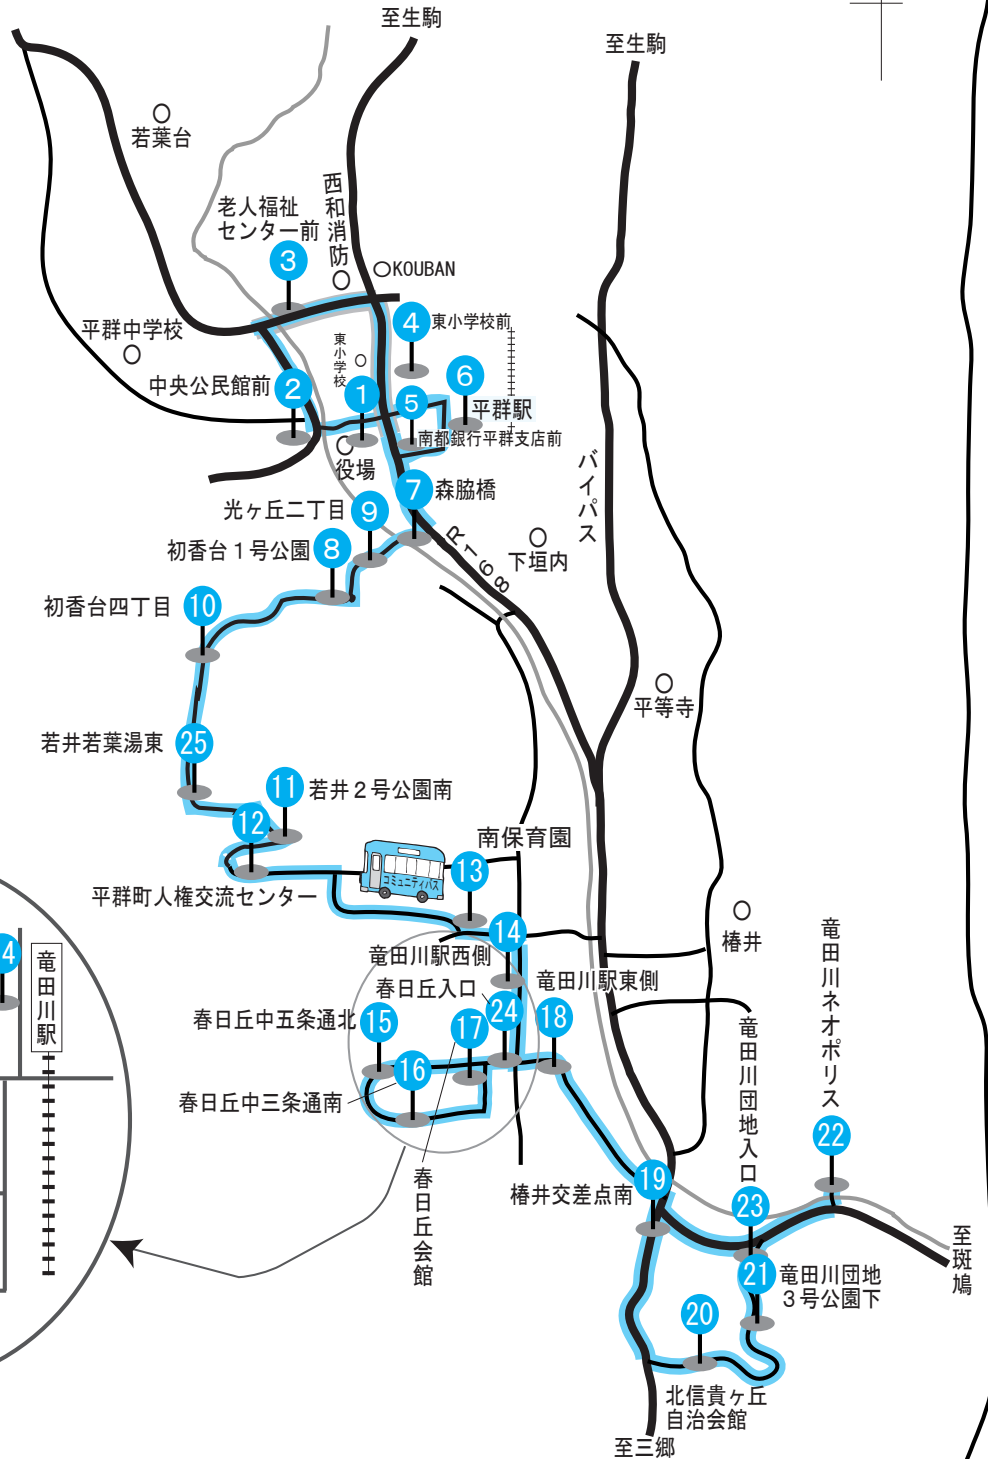 至生駒
至生駒
若葉台
西和消防
老人福祉
センター前
3
KOUBAN
4
東小学校前
平群中学校
東小学校
6
中央公民館前
2
1
5
平群駅
南都銀行平群支店前
役場
バイパス
7
森脇橋
光ヶ丘二丁目
9
R168
下垣内
初香台1号公園
8
初香台四丁目
10
平等寺
若井若葉湯東
25
11
若井2号公園南
12
南保育園
コミュニティバス
13
平群町人権交流センター
椿井
竜田川ネオポリス
14
竜田川駅西側
4
竜田川駅
竜田川駅東側
春日丘入口
24
18
春日丘中五条通北
15
17
竜田川団地入口
16
春日丘中三条通南
22
春日丘会館
19
椿井交差点南
23
至斑鳩
21
竜田川団地
3号公園下
20
北信貴ヶ丘
自治会館
至三郷